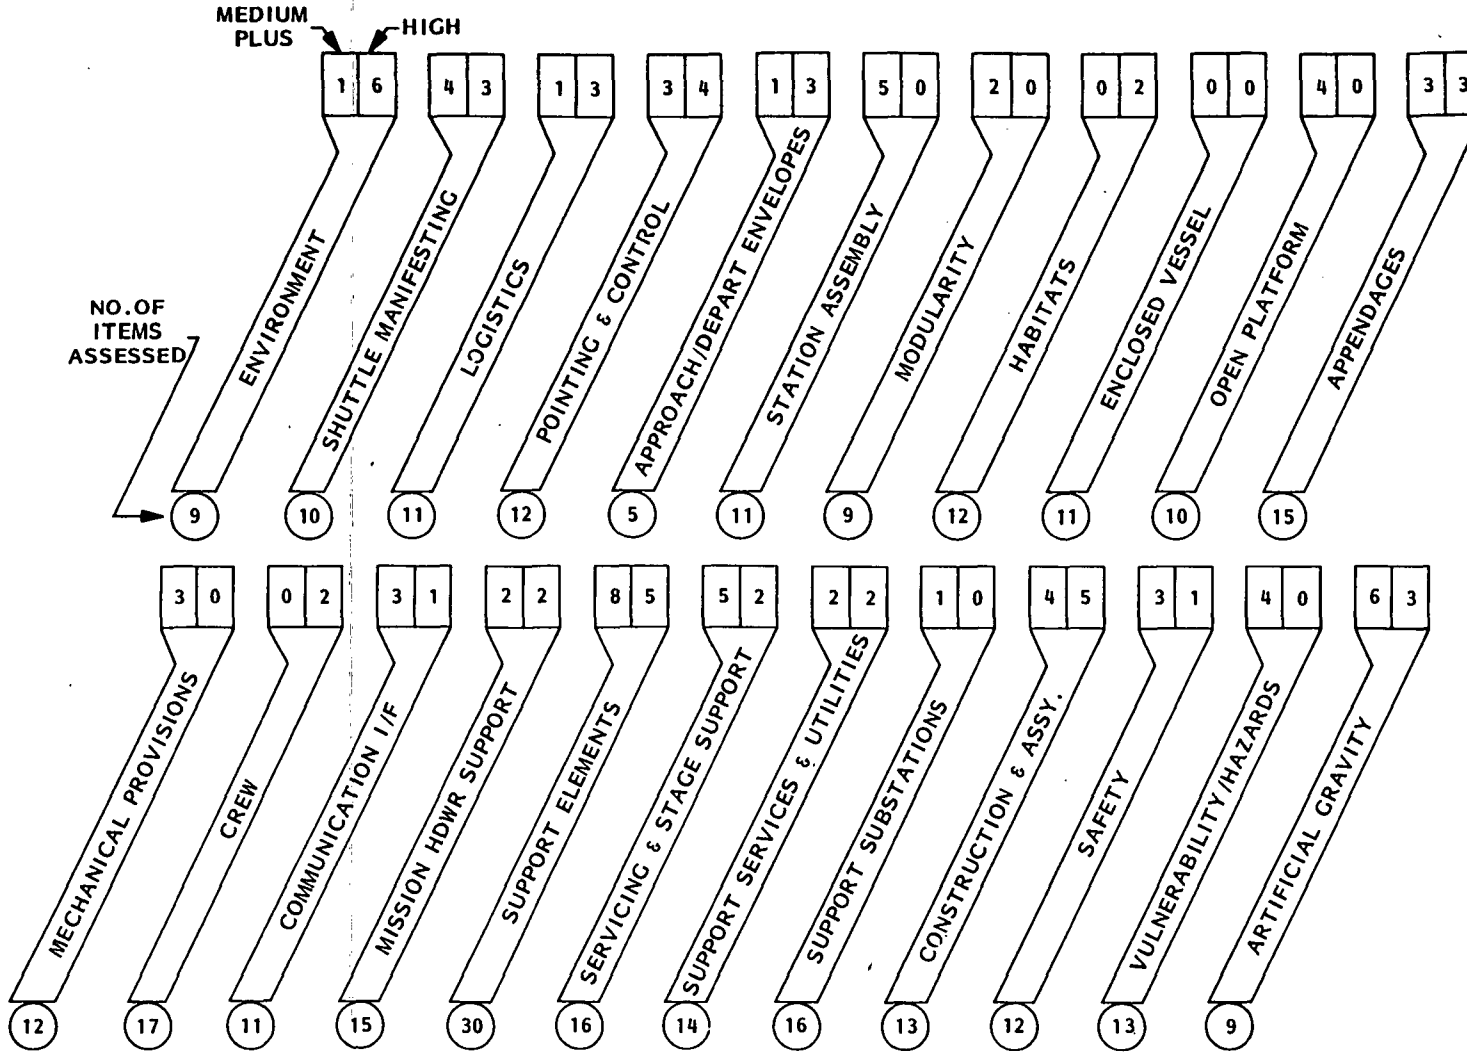 MEDIUM
PLUS
HIGH
1 6
4 3
1 3
3 4
1 3
5 0
2 0
0 2
0 0
4 0
3 3
ENVIRONMENT
SHUTTLE MANIFESTING
LOGISTICS
POINTING & CONTROL
APPROACH/DEPART ENVELOPES
STATION ASSEMBLY
MODULARITY
HABITATS
ENCLOSED VESSEL
OPEN PLATFORM
APPENDAGES
NO. OF
ITEMS
ASSESSED
9
10
11
12
5
11
9
12
11
10
15
3 0
0 2
3 1
2 2
8 5
5 2
2 2
1 0
4 5
3 1
4 0
6 3
MECHANICAL PROVISIONS
CREW
COMMUNICATION I/F
MISSION HDWR SUPPORT
SUPPORT ELEMENTS
SERVICING & STAGE SUPPORT
SUPPORT SERVICES & UTILITIES
SUPPORT SUBSTATIONS
CONSTRUCTION & ASSY.
SAFETY
VULNERABILITY/HAZARDS
ARTIFICIAL GRAVITY
12
17
11
15
30
16
14
16
13
12
13
9